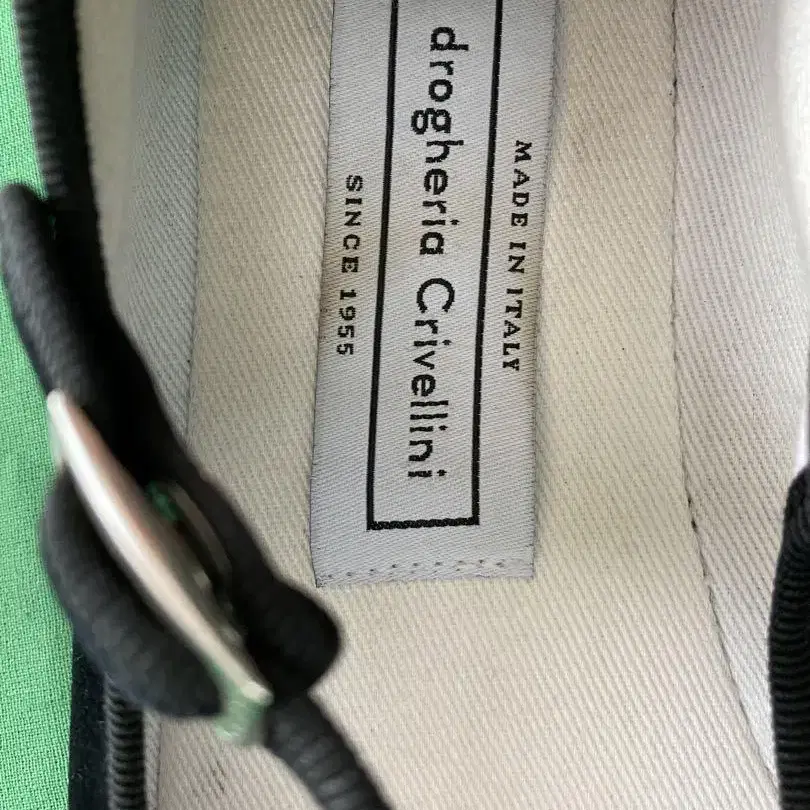 MADE IN ITALY
drogheria Crivellini
SINCE 1955